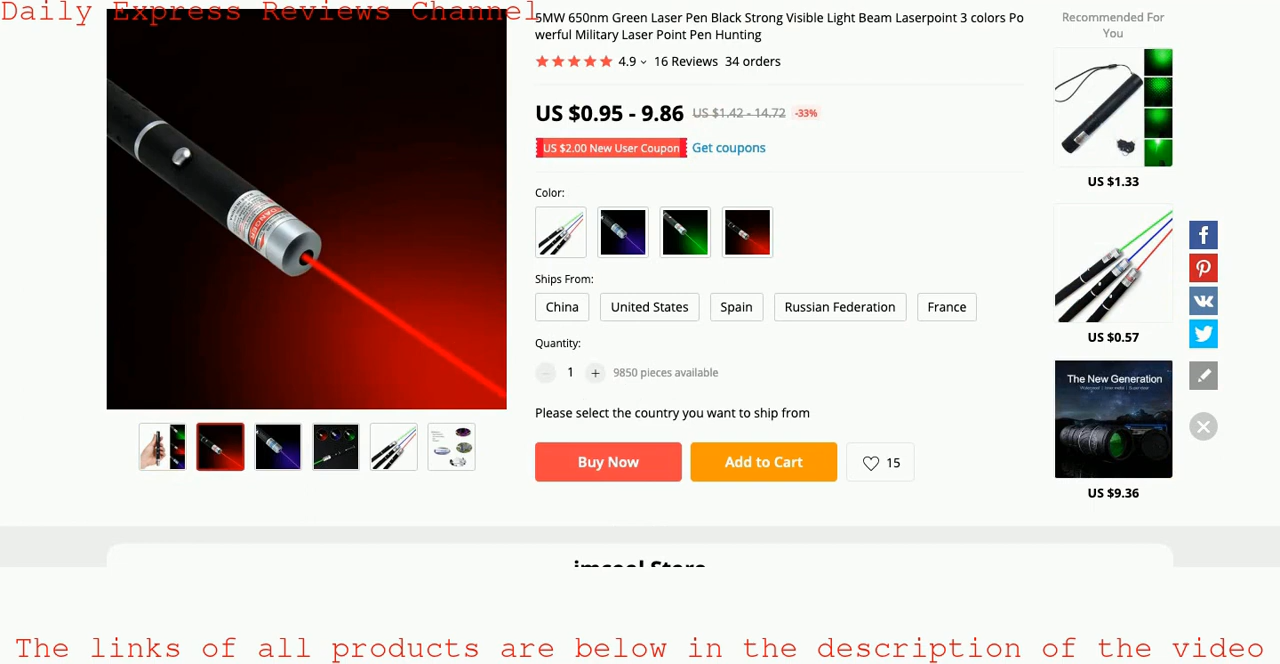 Daily Express Reviews Channel
5MW 650nm Green Laser Pen Black Strong Visible Light Beam Laserpoint 3 colors Po
werful Military Laser Point Pen Hunting
4.9 16 Reviews 34 orders
US $0.95 - 9.86 US $1.42 - 14.72 -33%
US $2.00 New User Coupon Get coupons
Color:
Ships From:
China United States Spain Russian Federation France
Quantity:
1 + 9850 pieces available
Please select the country you want to ship from
Buy Now Add to Cart 15
DANGER
Recommended For
You
US $1.33
US $0.57
The New Generation
US $9.36
imcool Store
The links of all products are below in the description of the video